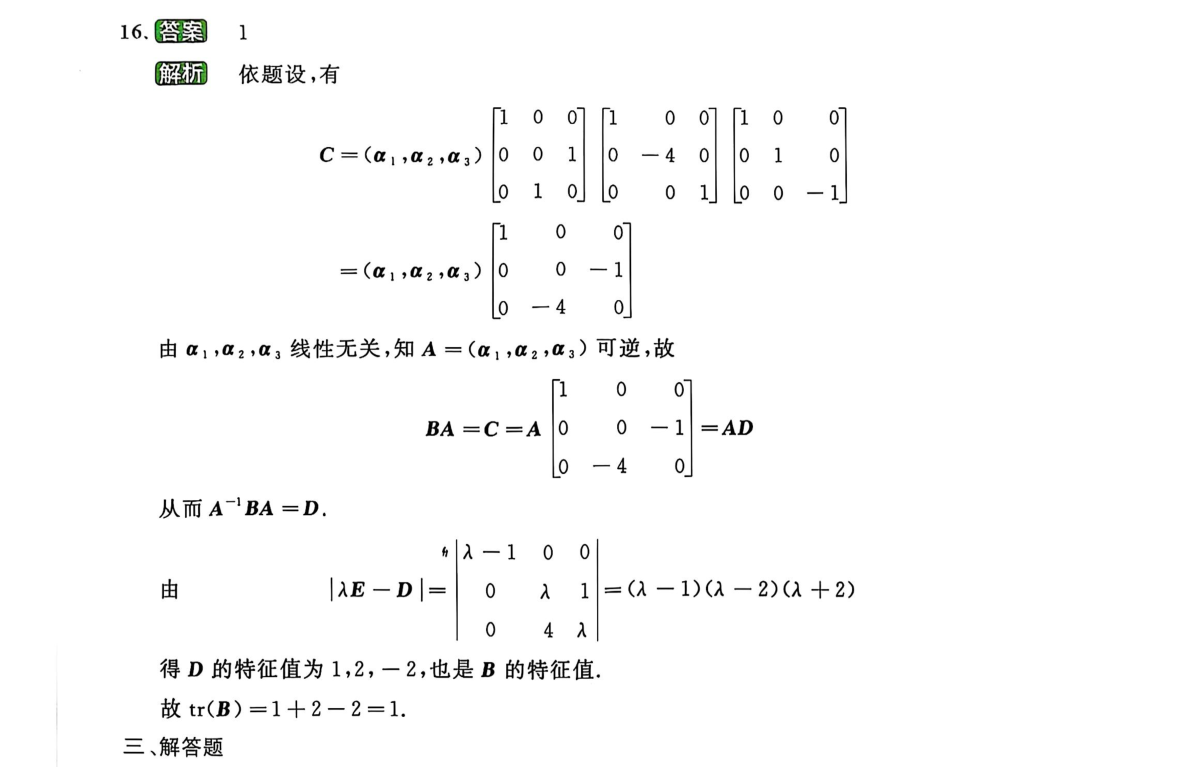 16. 答案 1
解析 依题设,有
C=(α₁,α₂,α₃)[1 0 0; 0 0 1; 0 1 0][1 0 0; 0 -4 0; 0 0 1][1 0 0; 0 1 0; 0 0 -1]
=(α₁,α₂,α₃)[1 0 0; 0 0 -1; 0 -4 0]
由 α₁,α₂,α₃ 线性无关,知 A=(α₁,α₂,α₃)可逆,故
BA=C=A[1 0 0; 0 0 -1; 0 -4 0]=AD
从而 A⁻¹BA=D.
由 |λE-D|=|λ-1 0 0; 0 λ 1; 0 4 λ|=(λ-1)(λ-2)(λ+2)
得 D 的特征值为 1,2,-2,也是 B 的特征值.
故 tr(B)=1+2-2=1.
三、解答题